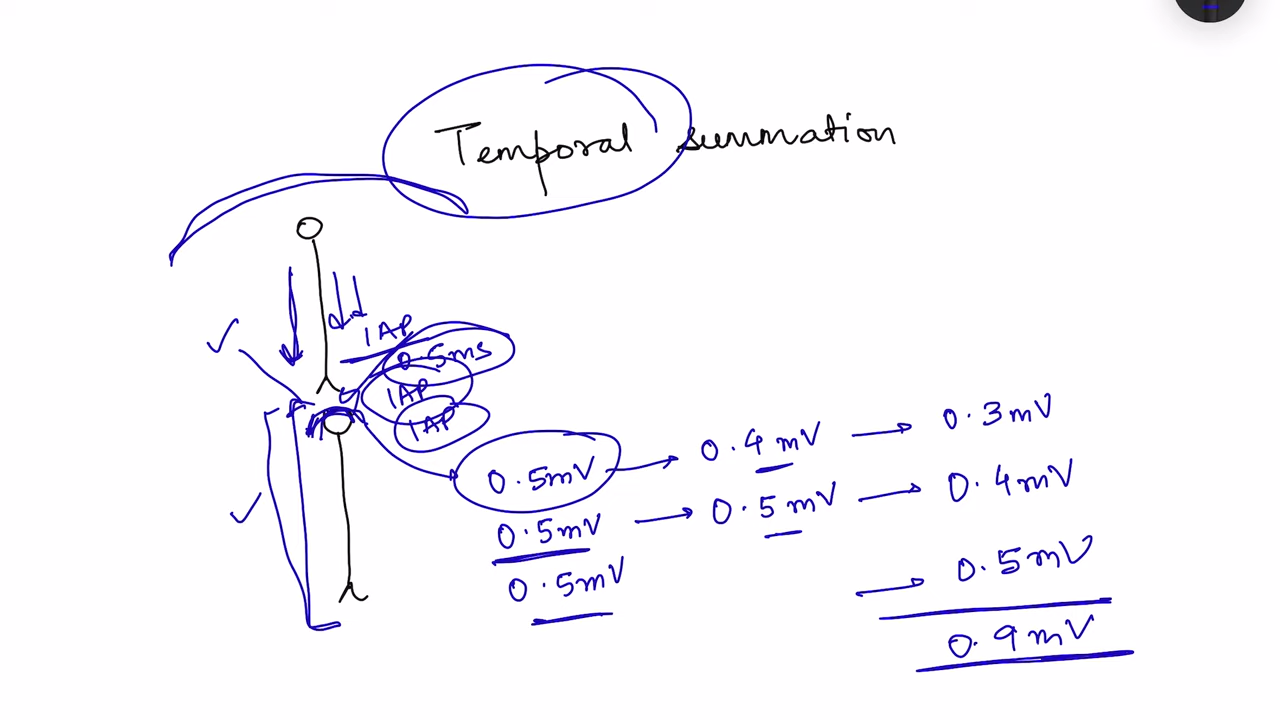 Temporal summation
1AP
0.5ms
1AP
1AP
0.5mV → 0.4mV → 0.3mV
0.5mV → 0.5mV → 0.4mV
0.5mV → 0.5mV
0.9mV